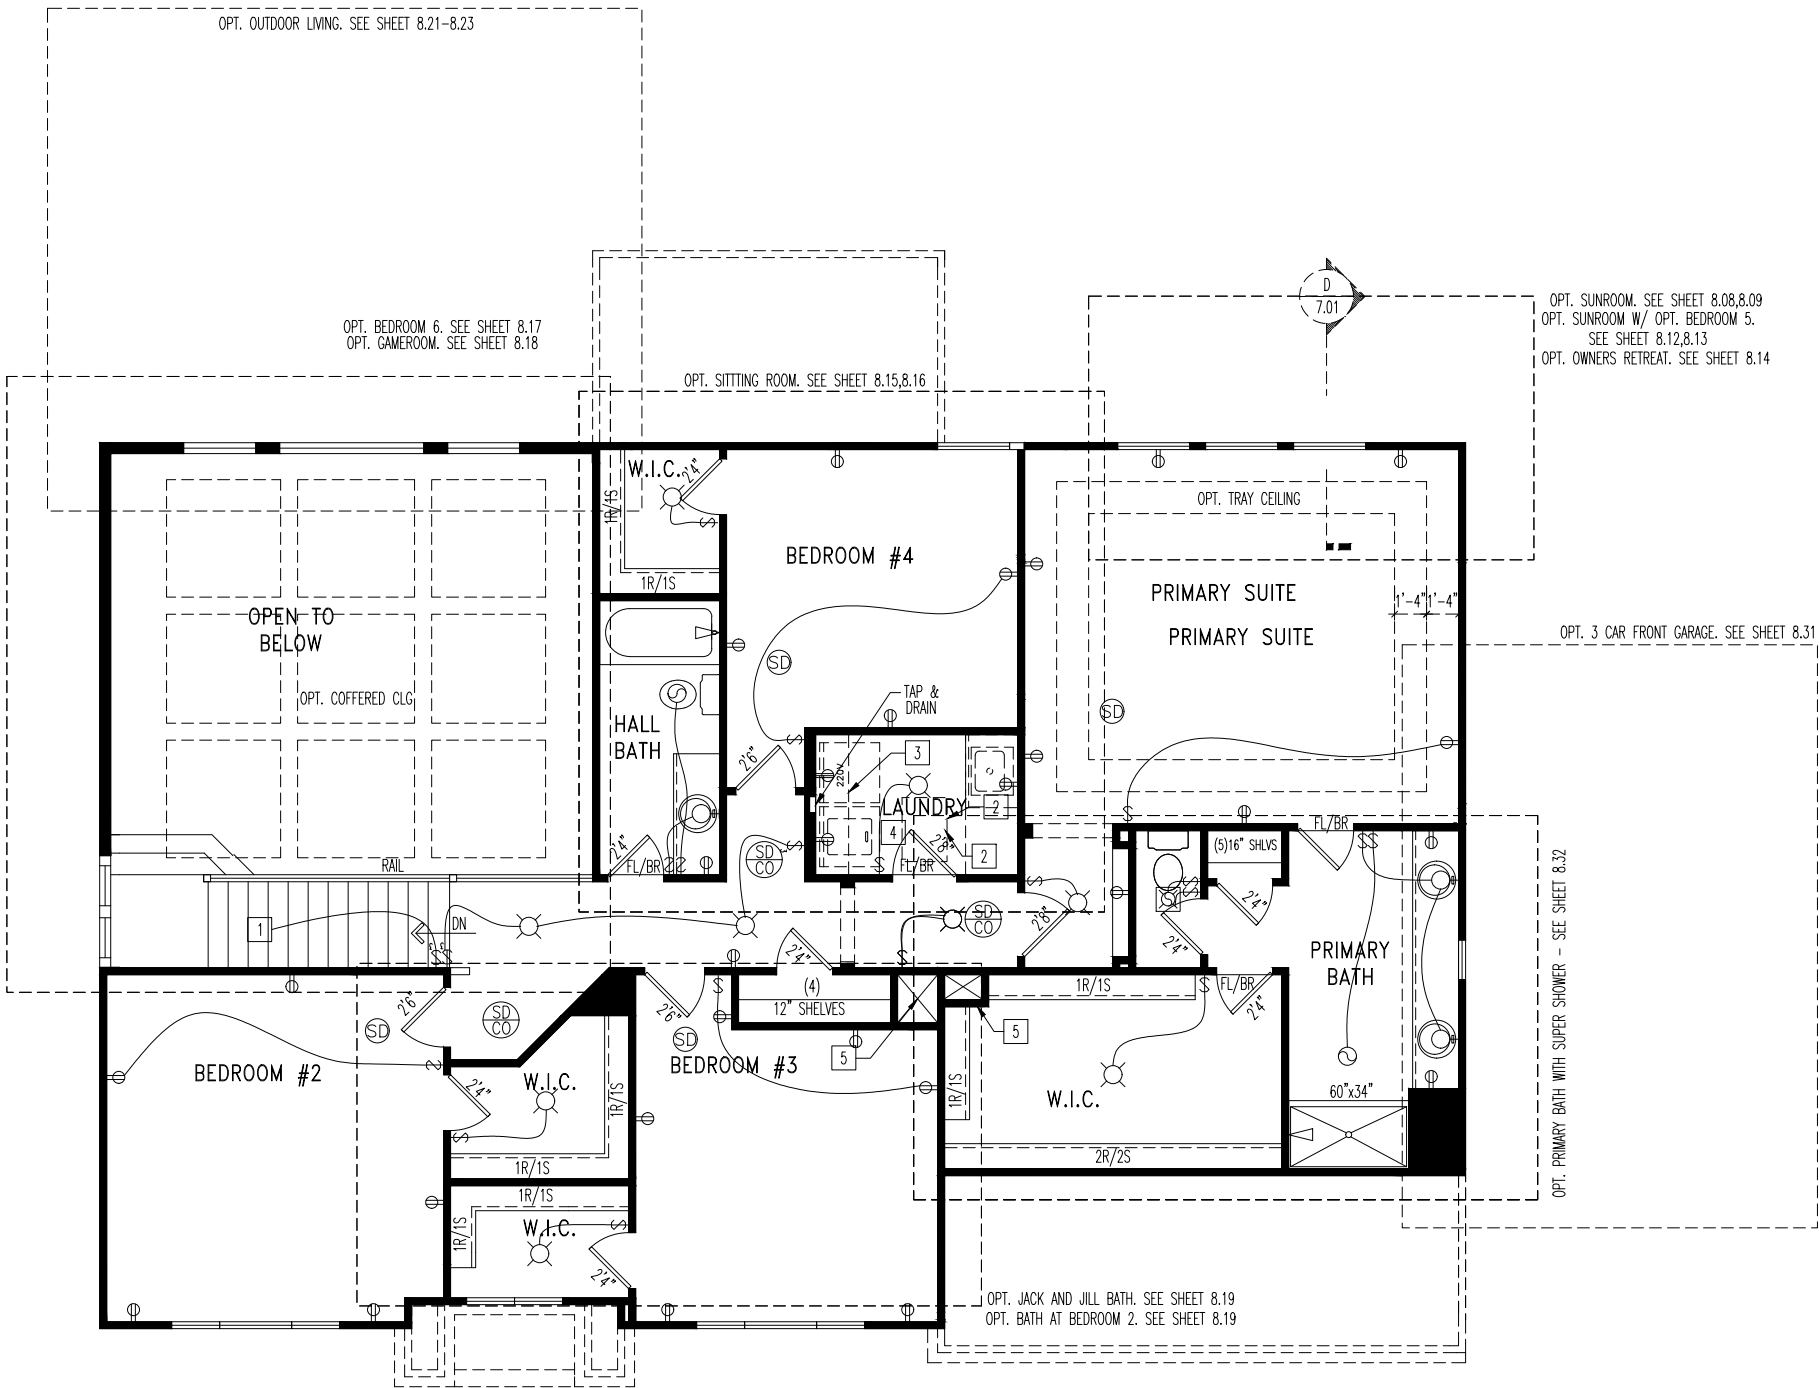 OPT. OUTDOOR LIVING. SEE SHEET 8.21-8.23
D
7.01
OPT. SUNROOM. SEE SHEET 8.08,8.09
OPT. SUNROOM W/ OPT. BEDROOM 5.
SEE SHEET 8.12,8.13
OPT. OWNERS RETREAT. SEE SHEET 8.14
OPT. BEDROOM 6. SEE SHEET 8.17
OPT. GAMEROOM. SEE SHEET 8.18
OPT. SITTTING ROOM. SEE SHEET 8.15,8.16
W.I.C.
2'4"
1R/1S
1R/1S
S
BEDROOM #4
OPT. TRAY CEILING
PRIMARY SUITE
PRIMARY SUITE
1'-4"
1'-4"
OPT. 3 CAR FRONT GARAGE. SEE SHEET 8.31
OPEN TO
BELOW
OPT. COFFERED CLG
SD
SD
TAP &
DRAIN
HALL
BATH
2'6"
S
3
220V
LAUNDRY
2
4
2'8"
2
S
FL/BR
S
FL/BR
(5)16" SHLVS
SS
RAIL
2'4"
FL/BR
SS
SD
CO
S
SS
2'4"
S
2'4"
S
2'8"
SD
CO
S
1
DN
SS
2'4"
PRIMARY
BATH
OPT. PRIMARY BATH WITH SUPER SHOWER - SEE SHEET 8.32
(4)
12" SHELVES
1R/1S
S
FL/BR
2'4"
2'6"
SD
SD
CO
S
2'6"
SD
S
5
5
BEDROOM #2
BEDROOM #3
2'4"
W.I.C.
1R/1S
S
1R/1S
1R/1S
W.I.C.
60"x34"
2R/2S
1R/1S
1R/1S
W.I.C.
S
2'4"
OPT. JACK AND JILL BATH. SEE SHEET 8.19
OPT. BATH AT BEDROOM 2. SEE SHEET 8.19